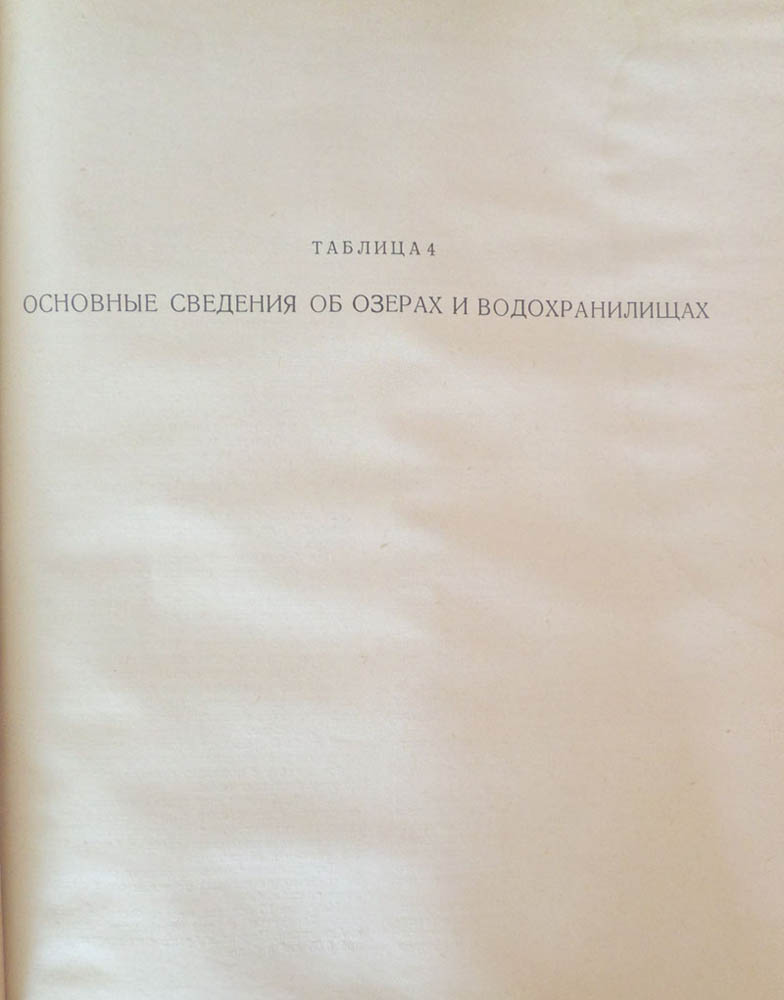 ТАБЛИЦА 4
ОСНОВНЫЕ СВЕДЕНИЯ ОБ ОЗЕРАХ И ВОДОХРАНИЛИЩАХ